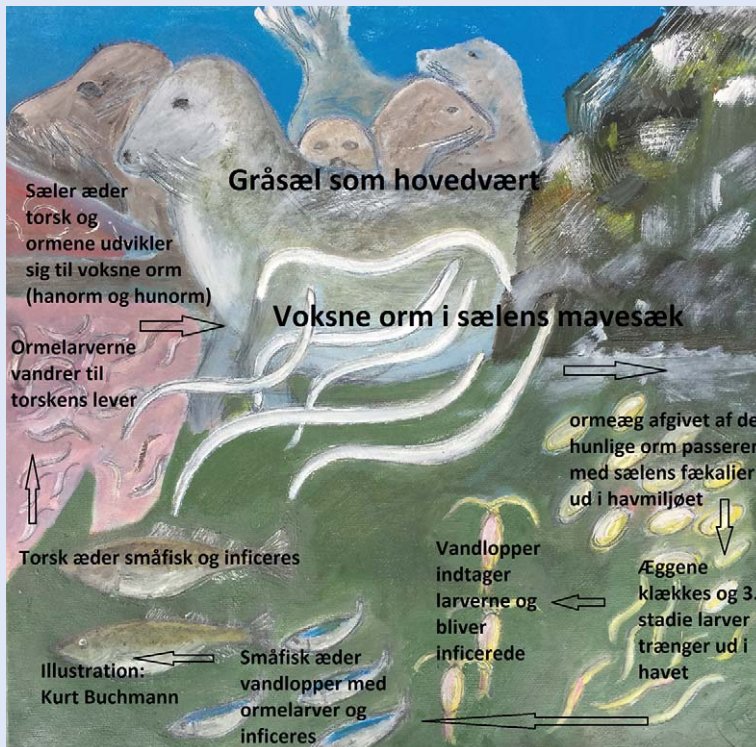 Gråsæl som hovedvært
Sæler æder
torsk og
ormene udvikler
sig til voksne orm
(hanorm og hunorm)
Voksne orm i sælens mavesæk
Ormelarverne
vandrer til
torskens lever
ormeæg afgivet af de
hunlige orm passerer
med sælens fækalier
ud i havmiljøet
Torsk æder småfisk og inficeres
Vandlopper
indtager
larverne og
bliver
inficerede
Æggene
klækkes og 3.
stadie larver
trænger ud i
havet
Illustration:
Kurt Buchmann
Småfisk æder
vandlopper med
ormelarver og
inficeres